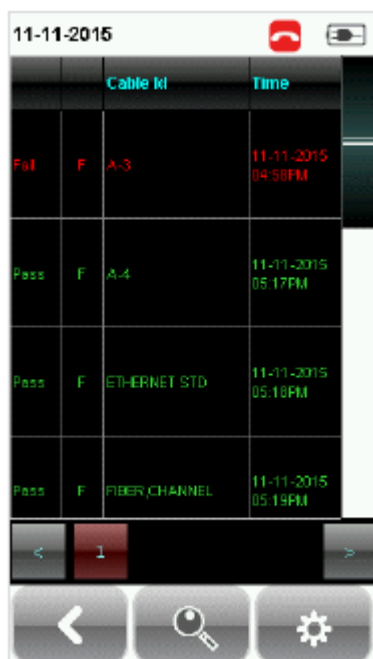 11-11-2015
Cable Id Time
Fail F A-3 11-11-2015
04:58PM
Pass F A-4 11-11-2015
05:17PM
Pass F ETHERNET STD 11-11-2015
05:18PM
Pass F FIBER,CHANNEL 11-11-2015
05:19PM
< 1 >